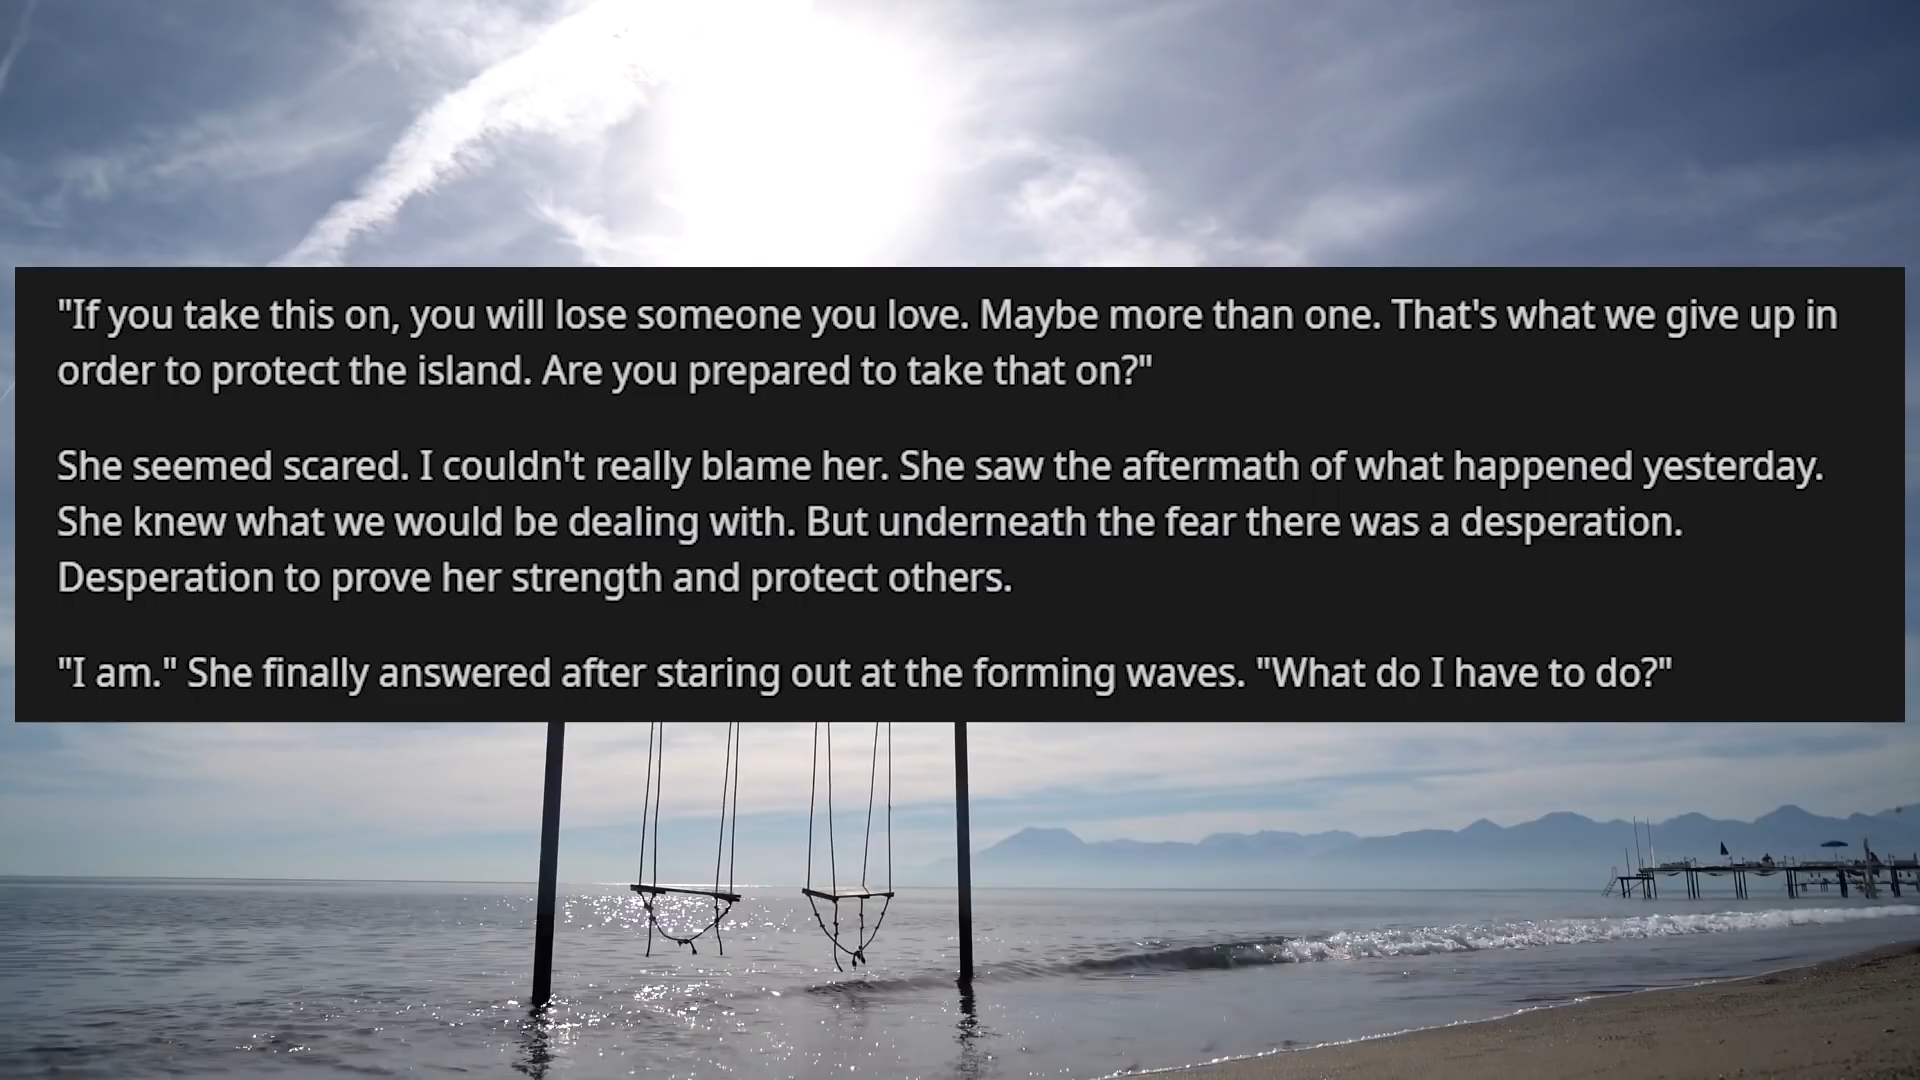 "If you take this on, you will lose someone you love. Maybe more than one. That's what we give up in
order to protect the island. Are you prepared to take that on?"
She seemed scared. I couldn't really blame her. She saw the aftermath of what happened yesterday.
She knew what we would be dealing with. But underneath the fear there was a desperation.
Desperation to prove her strength and protect others.
"I am." She finally answered after staring out at the forming waves. "What do I have to do?"